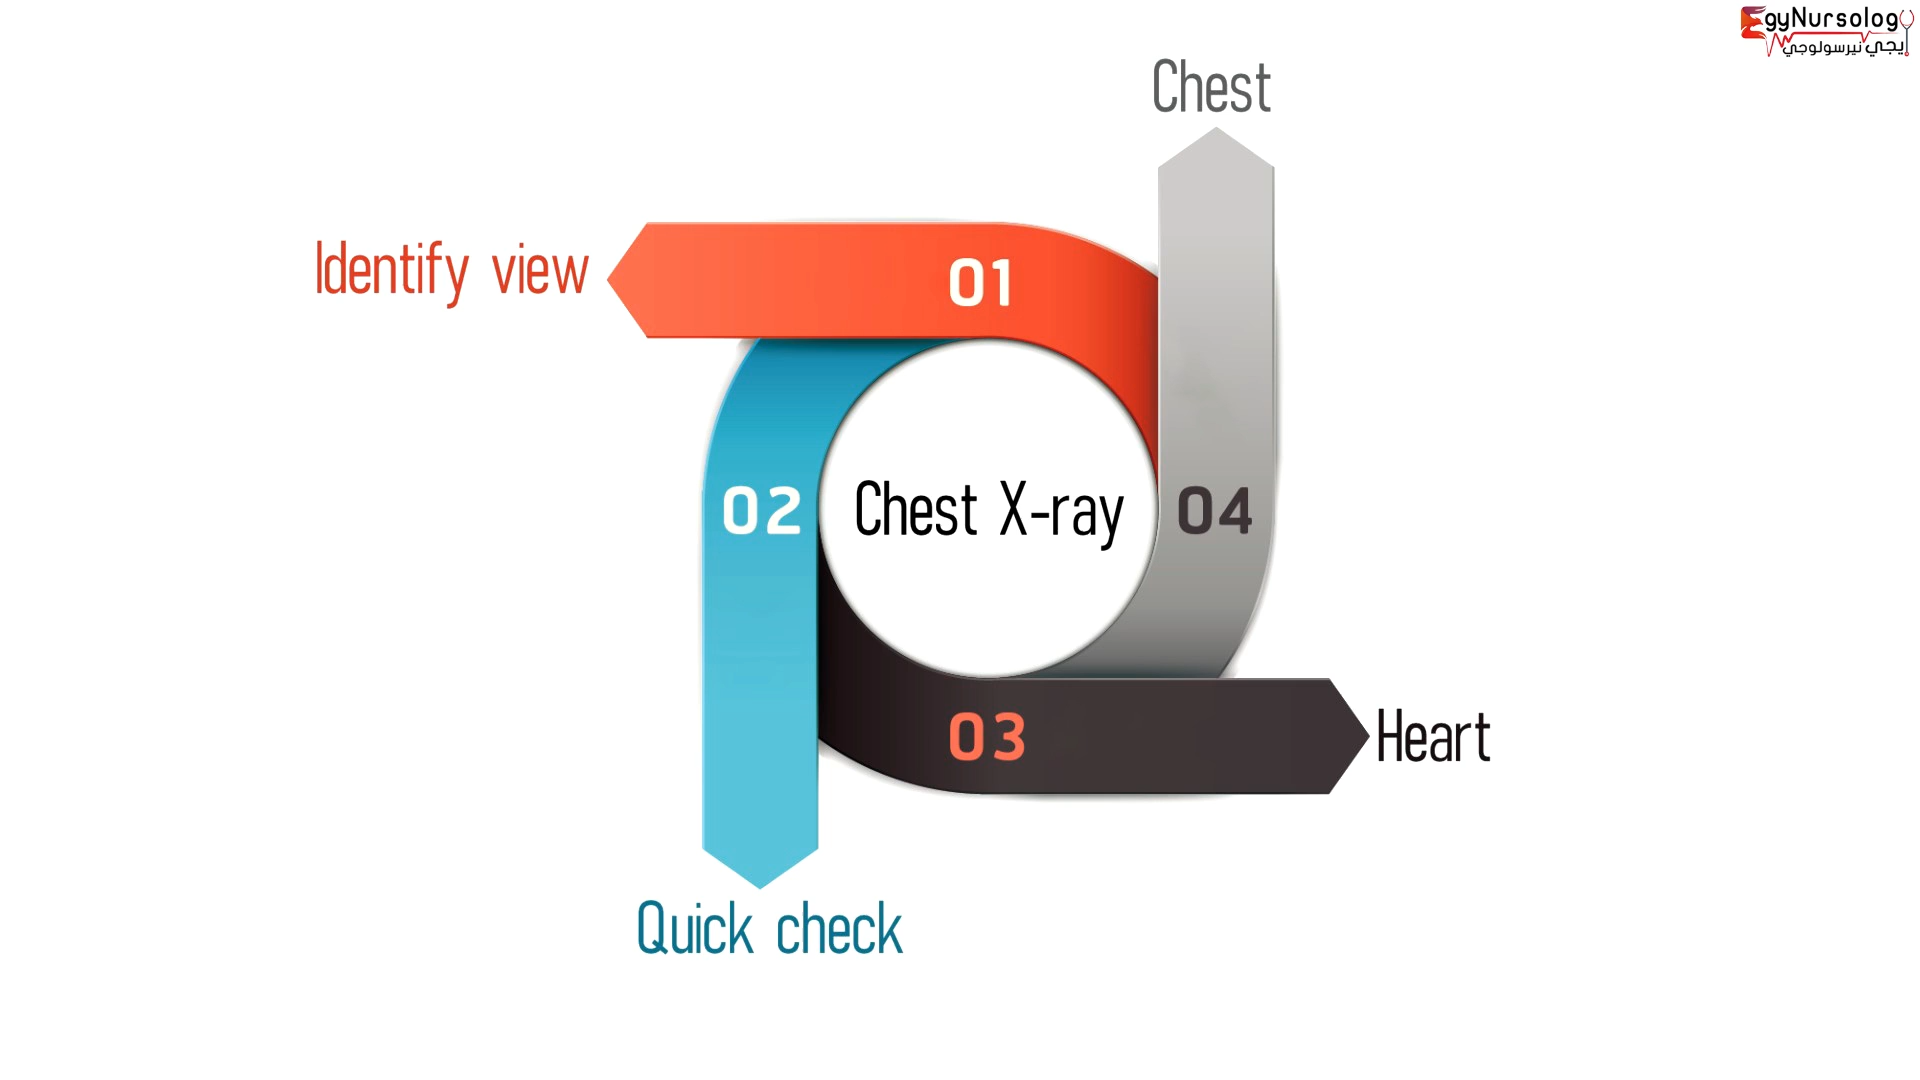 EgyNursology
إيجي نيرسولوجي
Chest
Identify view
01
02
Chest X-ray
04
03
Heart
Quick check